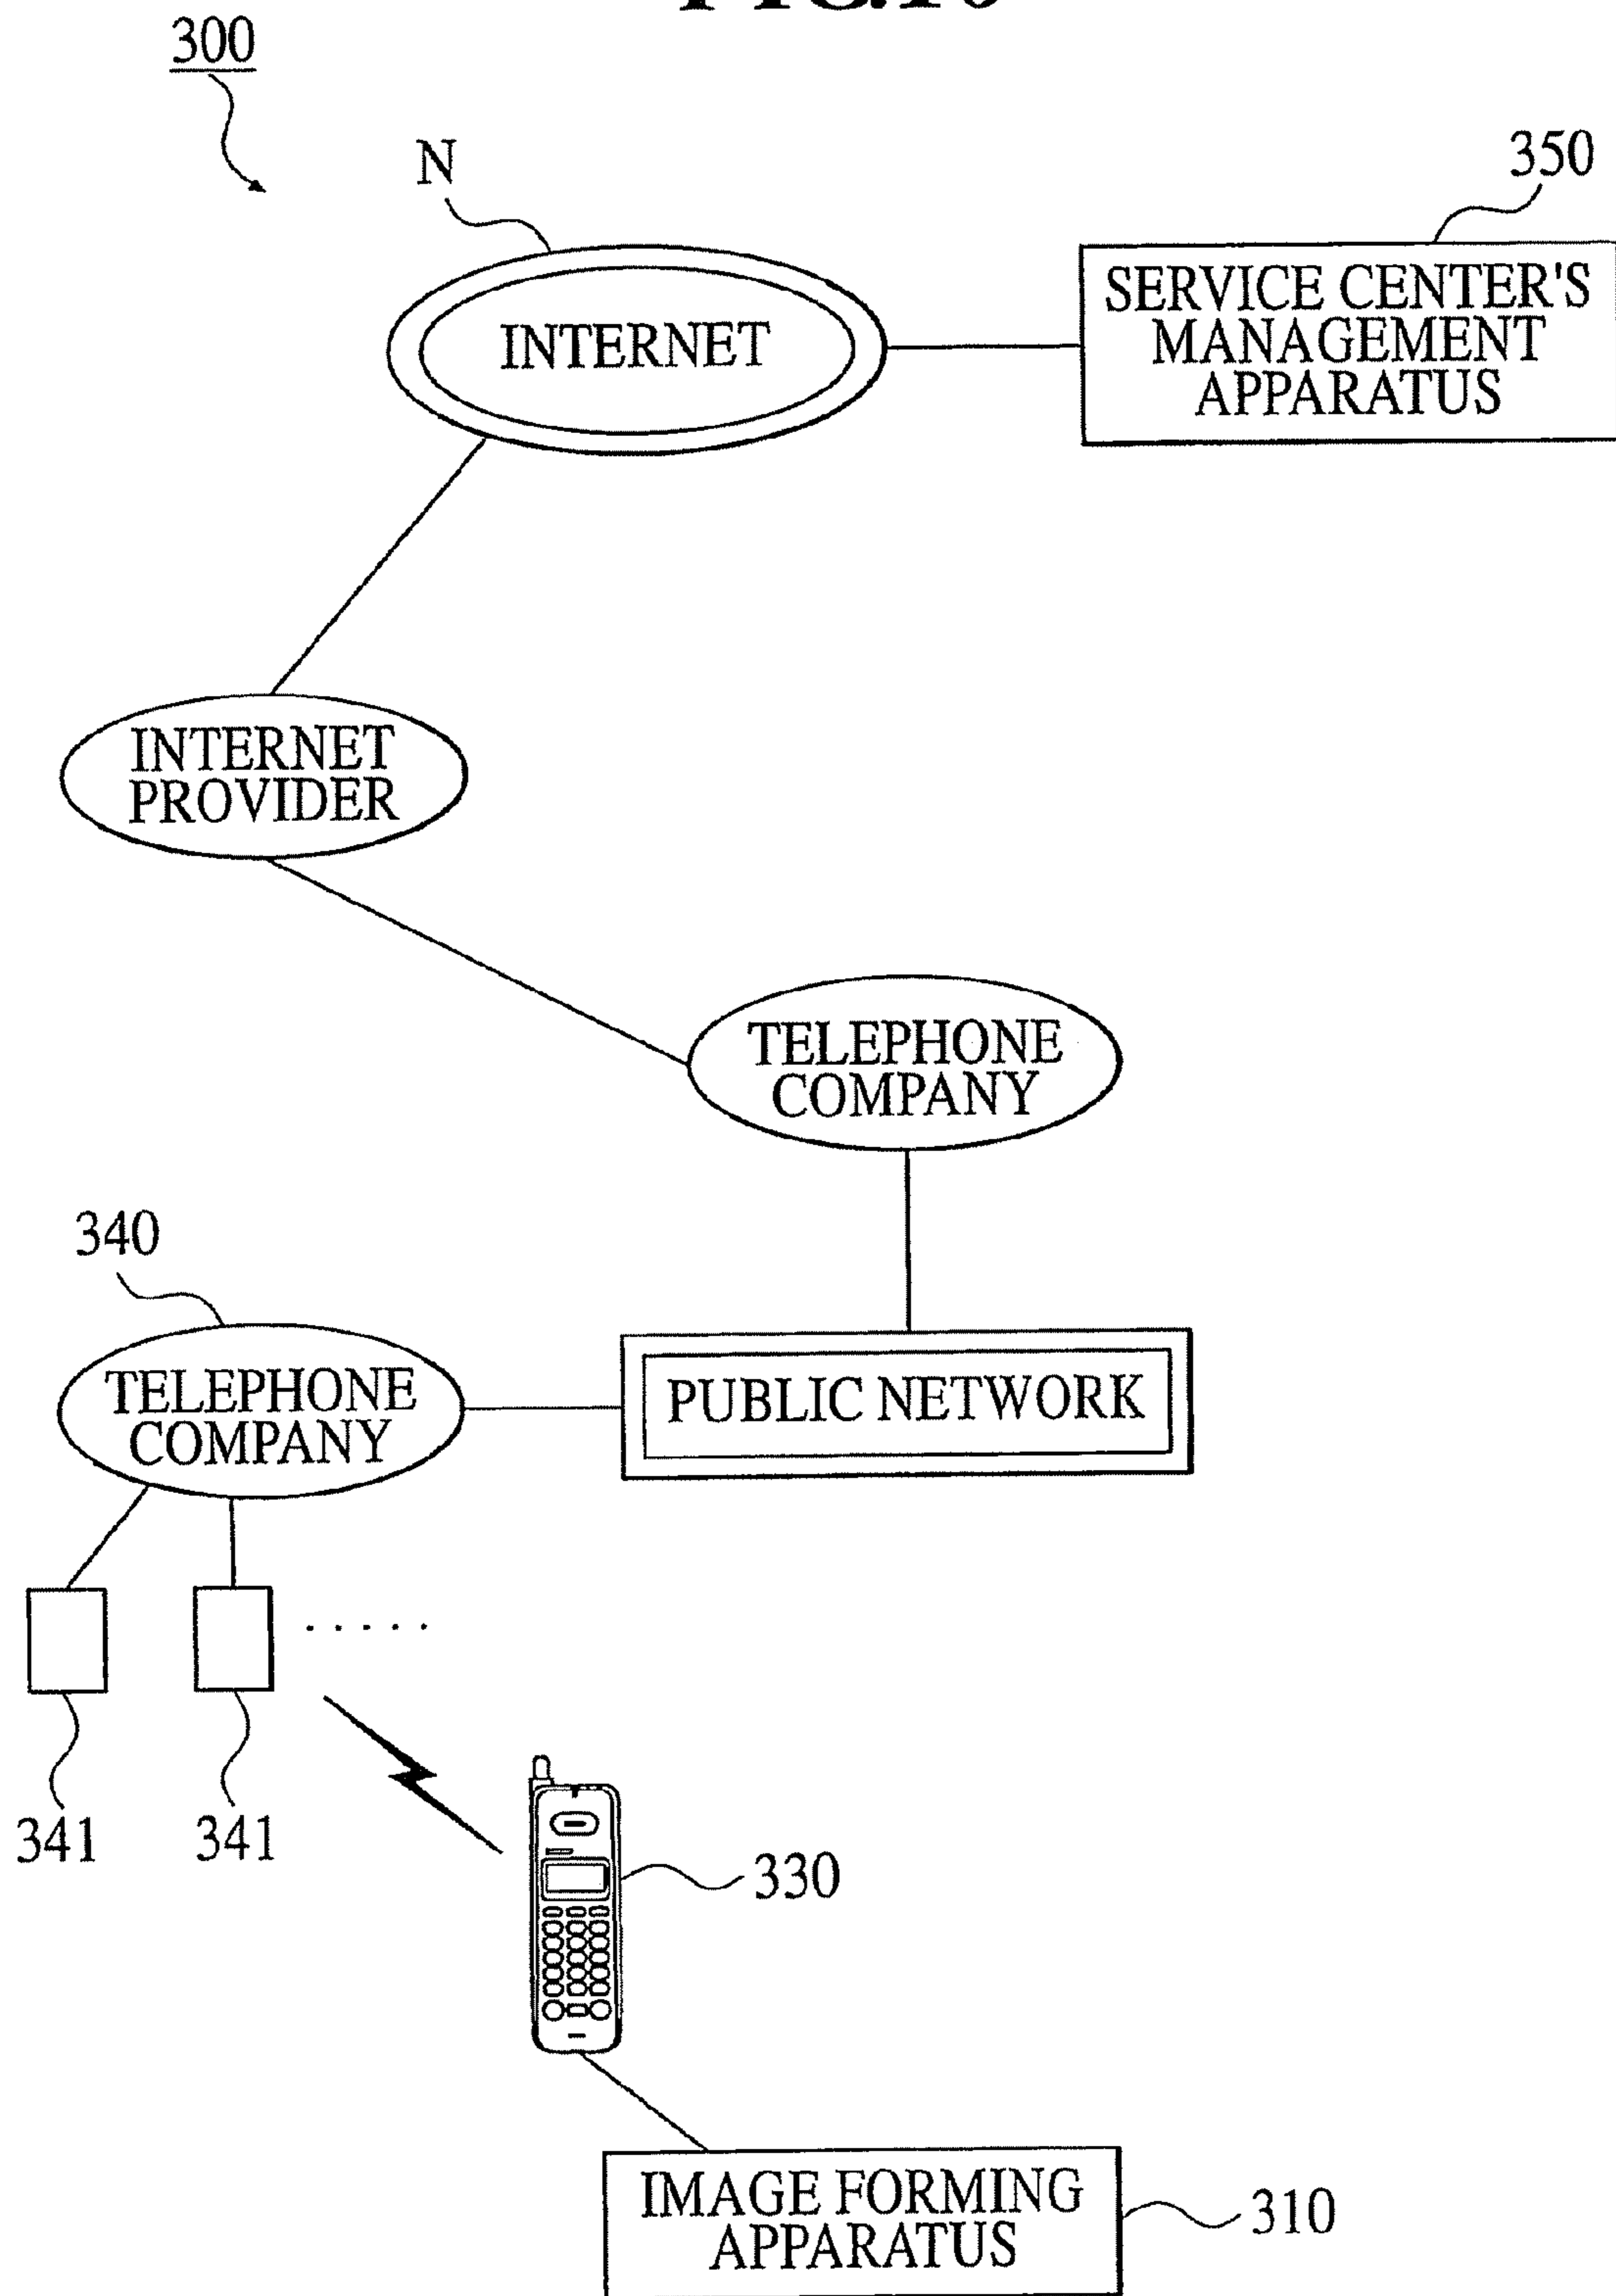 300
N
350
INTERNET
SERVICE CENTER'S
MANAGEMENT
APPARATUS
INTERNET
PROVIDER
TELEPHONE
COMPANY
340
TELEPHONE
COMPANY
PUBLIC NETWORK
341
341
330
IMAGE FORMING
APPARATUS
310